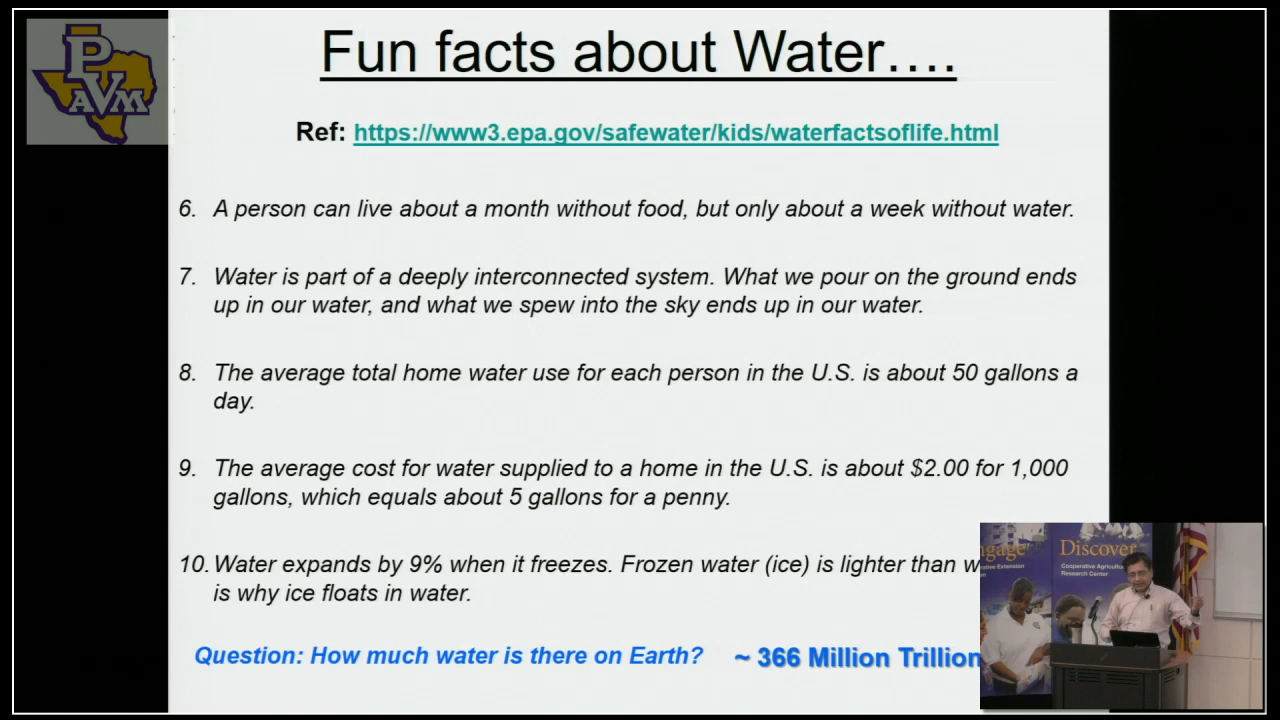 PVAM
Fun facts about Water….
Ref: https://www3.epa.gov/safewater/kids/waterfactsoflife.html
6. A person can live about a month without food, but only about a week without water.
7. Water is part of a deeply interconnected system. What we pour on the ground ends
up in our water, and what we spew into the sky ends up in our water.
8. The average total home water use for each person in the U.S. is about 50 gallons a
day.
9. The average cost for water supplied to a home in the U.S. is about $2.00 for 1,000
gallons, which equals about 5 gallons for a penny.
10. Water expands by 9% when it freezes. Frozen water (ice) is lighter than
is why ice floats in water.
Question: How much water is there on Earth? ~ 366 Million Trillion
Discover
Research Center